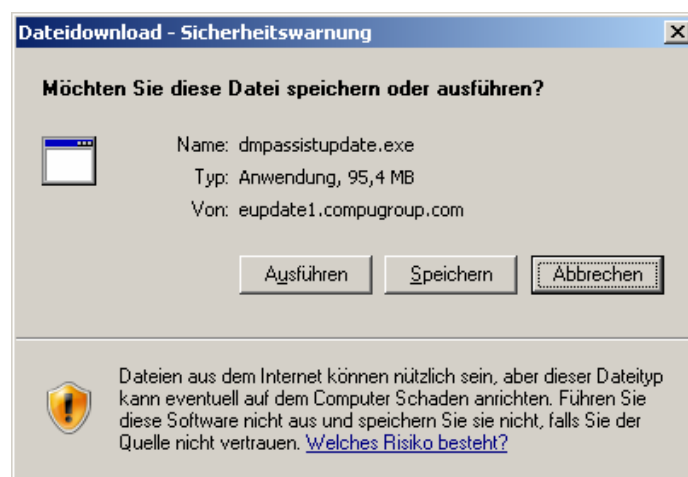 Dateidownload - Sicherheitswarnung
Möchten Sie diese Datei speichern oder ausführen?
Name: dmpassistupdate.exe
Typ: Anwendung, 95,4 MB
Von: eupdate1.compugroup.com
Ausführen Speichern Abbrechen
Dateien aus dem Internet können nützlich sein, aber dieser Dateityp
kann eventuell auf dem Computer Schaden anrichten. Führen Sie
diese Software nicht aus und speichern Sie sie nicht, falls Sie der
Quelle nicht vertrauen. Welches Risiko besteht?